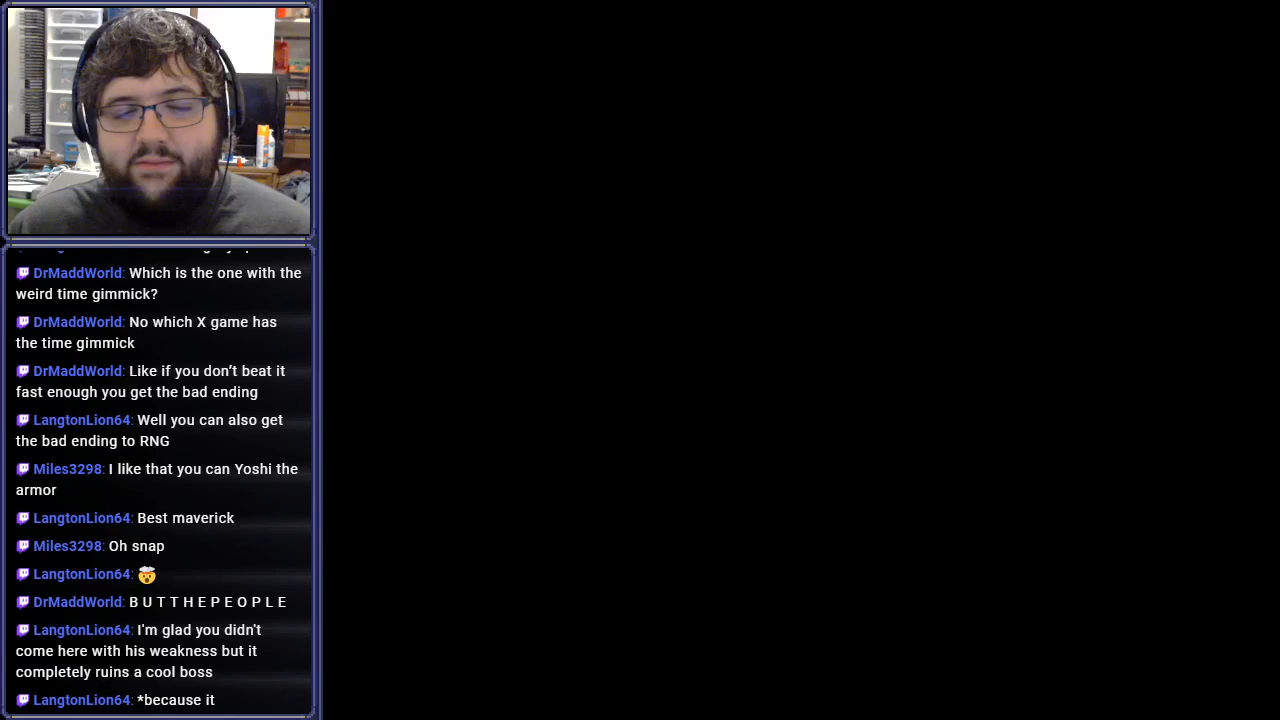 DrMaddWorld: Which is the one with the
weird time gimmick?
DrMaddWorld: No which X game has
the time gimmick
DrMaddWorld: Like if you don’t beat it
fast enough you get the bad ending
LangtonLion64: Well you can also get
the bad ending to RNG
Miles3298: I like that you can Yoshi the
armor
LangtonLion64: Best maverick
Miles3298: Oh snap
LangtonLion64: 🤯
DrMaddWorld: B U T T H E P E O P L E
LangtonLion64: I'm glad you didn't
come here with his weakness but it
completely ruins a cool boss
LangtonLion64: *because it